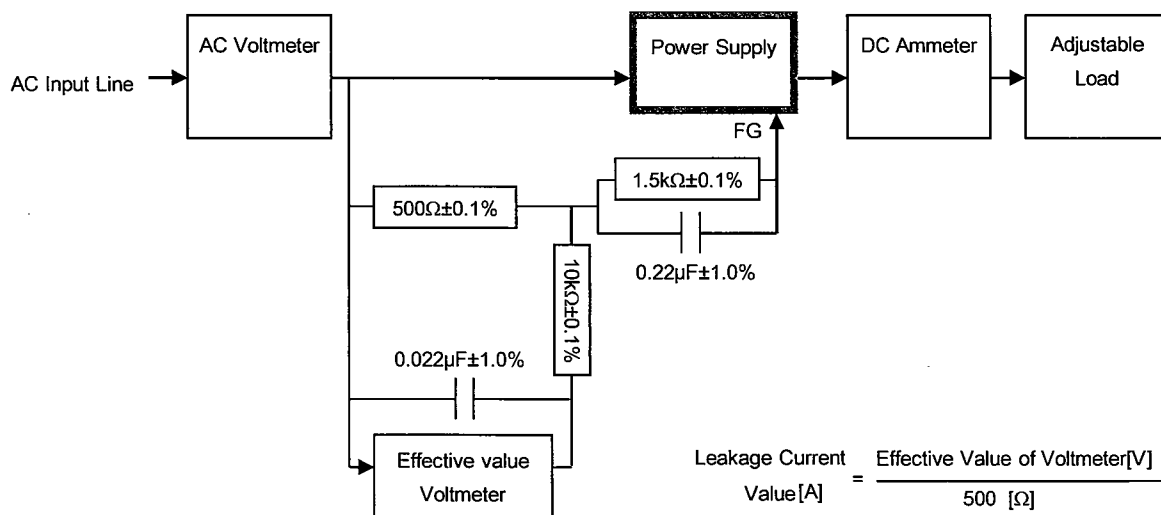 AC Voltmeter
Power Supply
DC Ammeter
Adjustable
Load
AC Input Line
FG
1.5kΩ±0.1%
500Ω±0.1%
0.22µF±1.0%
10kΩ±0.1%
0.022µF±1.0%
Effective value
Voltmeter
Leakage Current
Value[A]
=
Effective Value of Voltmeter[V]
500 [Ω]